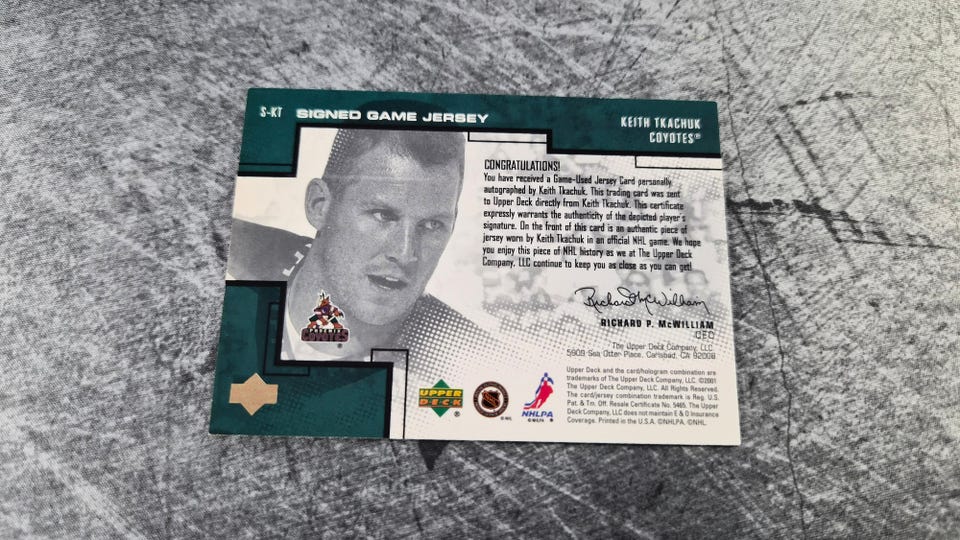 S-KT SIGNED GAME JERSEY
KEITH TKACHUK
COYOTES®
CONGRATULATIONS!
You have received a Game-Used Jersey Card personally
autographed by Keith Tkachuk. This trading card was sent
to Upper Deck directly from Keith Tkachuk. This certificate
expressly warrants the authenticity of the depicted player's
signature. On the front of this card is an authentic piece of
jersey worn by Keith Tkachuk in an official NHL game. We hope
you enjoy this piece of NHL history as we at The Upper Deck
Company, LLC continue to keep you as close as you can get!
Richard P. McWilliam
RICHARD P. McWILLIAM
CEO
The Upper Deck Company, LLC
5909 Sea Otter Place, Carlsbad, CA 92008
COYOTES
UPPER
DECK
NHLPA
Upper Deck and the card/hologram combination are
trademarks of The Upper Deck Company, LLC. ©2001
The Upper Deck Company, LLC. All Rights Reserved.
The card/jersey combination trademark is Reg. U.S.
Pat. & Tm. Off. Resale Certificate No. 5465. The Upper
Deck Company, LLC does not maintain E & O Insurance
Coverage. Printed in the U.S.A. ©NHLPA. ©NHL.